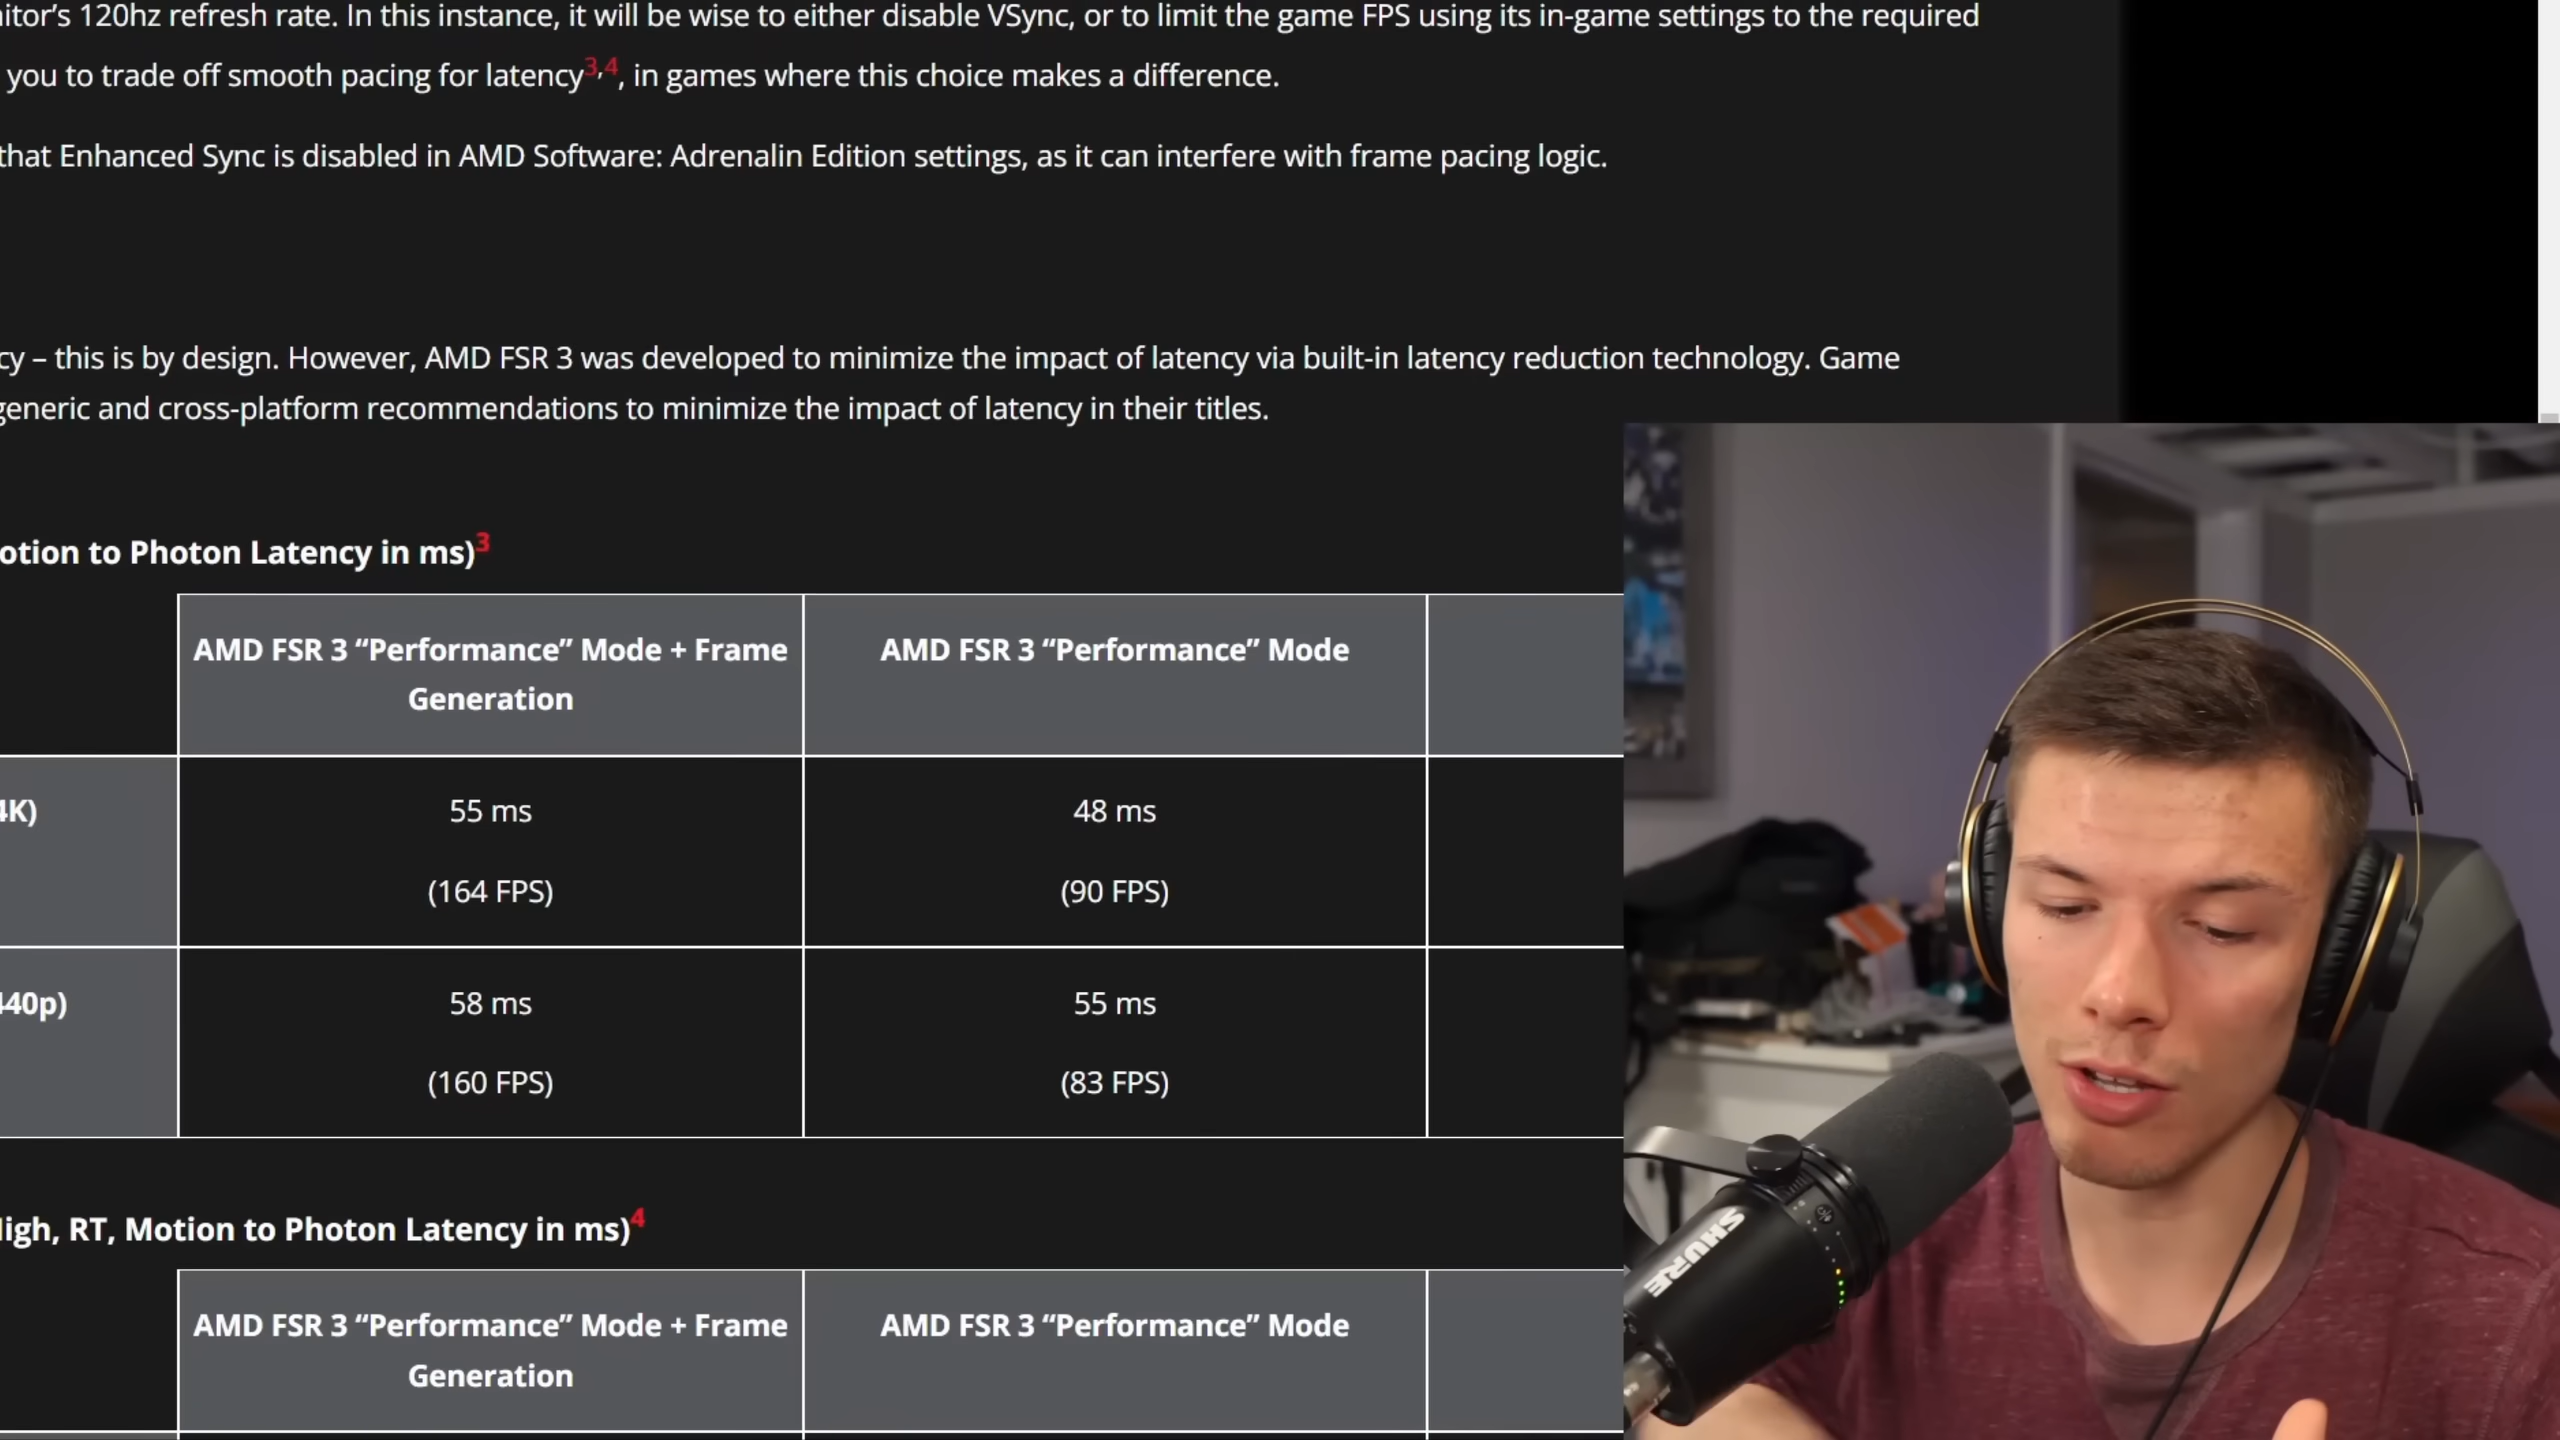 itor's 120hz refresh rate. In this instance, it will be wise to either disable VSync, or to limit the game FPS using its in-game settings to the required
you to trade off smooth pacing for latency3,4, in games where this choice makes a difference.
that Enhanced Sync is disabled in AMD Software: Adrenalin Edition settings, as it can interfere with frame pacing logic.
cy – this is by design. However, AMD FSR 3 was developed to minimize the impact of latency via built-in latency reduction technology. Game
generic and cross-platform recommendations to minimize the impact of latency in their titles.
otion to Photon Latency in ms)3
AMD FSR 3 “Performance” Mode + Frame
Generation
AMD FSR 3 “Performance” Mode
4K)
55 ms
48 ms
(164 FPS)
(90 FPS)
440p)
58 ms
55 ms
(160 FPS)
(83 FPS)
High, RT, Motion to Photon Latency in ms)4
AMD FSR 3 “Performance” Mode + Frame
Generation
AMD FSR 3 “Performance” Mode
SHURE